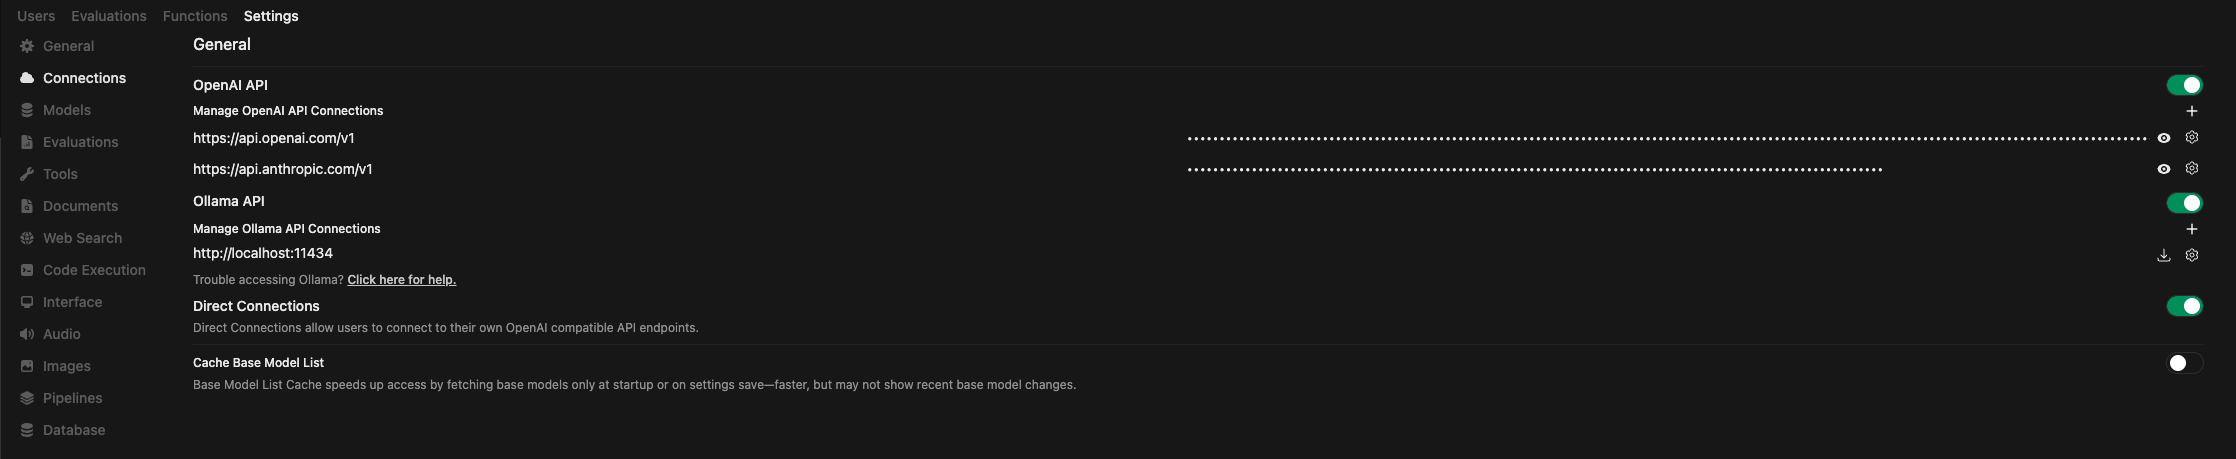 Users Evaluations Functions Settings
General
Connections
Models
Evaluations
Tools
Documents
Web Search
Code Execution
Interface
Audio
Images
Pipelines
Database
General
OpenAI API
Manage OpenAI API Connections
https://api.openai.com/v1
https://api.anthropic.com/v1
Ollama API
Manage Ollama API Connections
http://localhost:11434
Trouble accessing Ollama? Click here for help.
Direct Connections
Direct Connections allow users to connect to their own OpenAI compatible API endpoints.
Cache Base Model List
Base Model List Cache speeds up access by fetching base models only at startup or on settings save—faster, but may not show recent base model changes.